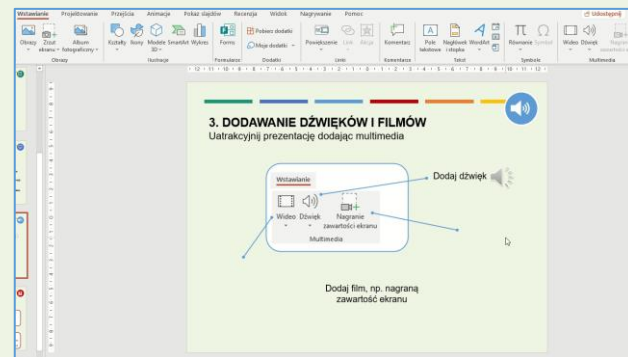 Wstawianie Projektowanie Przejścia Animacje Pokaz slajdów Recenzja Widok Nagrywanie Pomoc Udostępnij
Obrazy Zrzut ekranu Album fotograficzny Kształty Ikony Modele 3D SmartArt Wykres Forms Pobierz dodatki Moje dodatki Powiększenie Link Akcja Komentarz Pole tekstowe Nagłówek i stopka WordArt Równanie Symbol Wideo Dźwięk
Obrazy Ilustracje Formularze Dodatki Linki Komentarze Tekst Symbole Multimedia
3. DODAWANIE DŹWIĘKÓW I FILMÓW
Uatrakcyjnij prezentację dodając multimedia
Wstawianie
Dodaj dźwięk
Wideo Dźwięk Nagranie
zawartości ekranu
Multimedia
Dodaj film, np. nagraną
zawartość ekranu